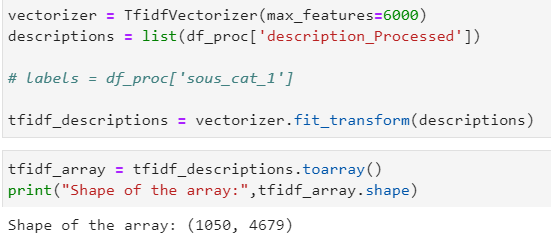 vectorizer = TfidfVectorizer(max_features=6000)
descriptions = list(df_proc['description_Processed'])
# labels = df_proc['sous_cat_1']
tfidf_descriptions = vectorizer.fit_transform(descriptions)
tfidf_array = tfidf_descriptions.toarray()
print("Shape of the array:",tfidf_array.shape)
Shape of the array: (1050, 4679)